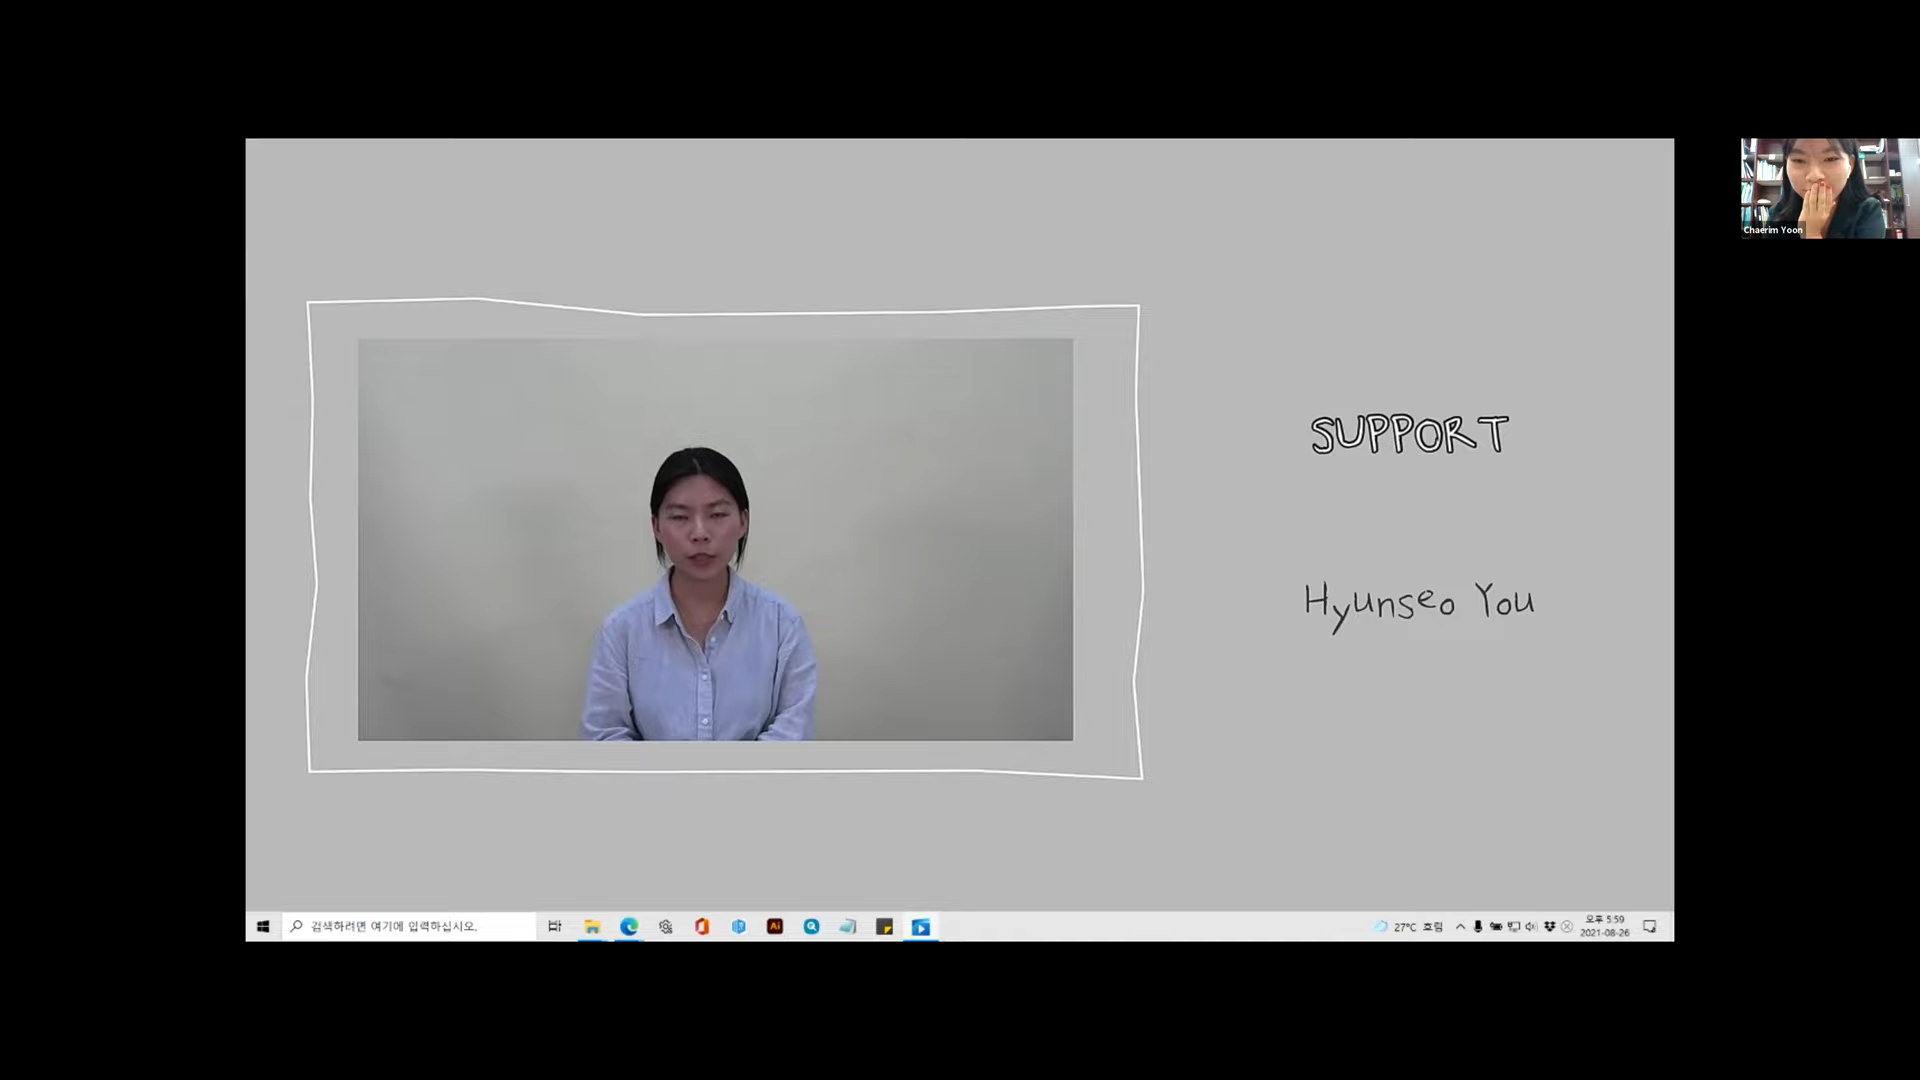 Chaerim Yoon
SUPPORT
Hyunseo You
검색하려면 여기에 입력하십시오.
Ai
27°C 흐림
오후 5:59
2021-08-26